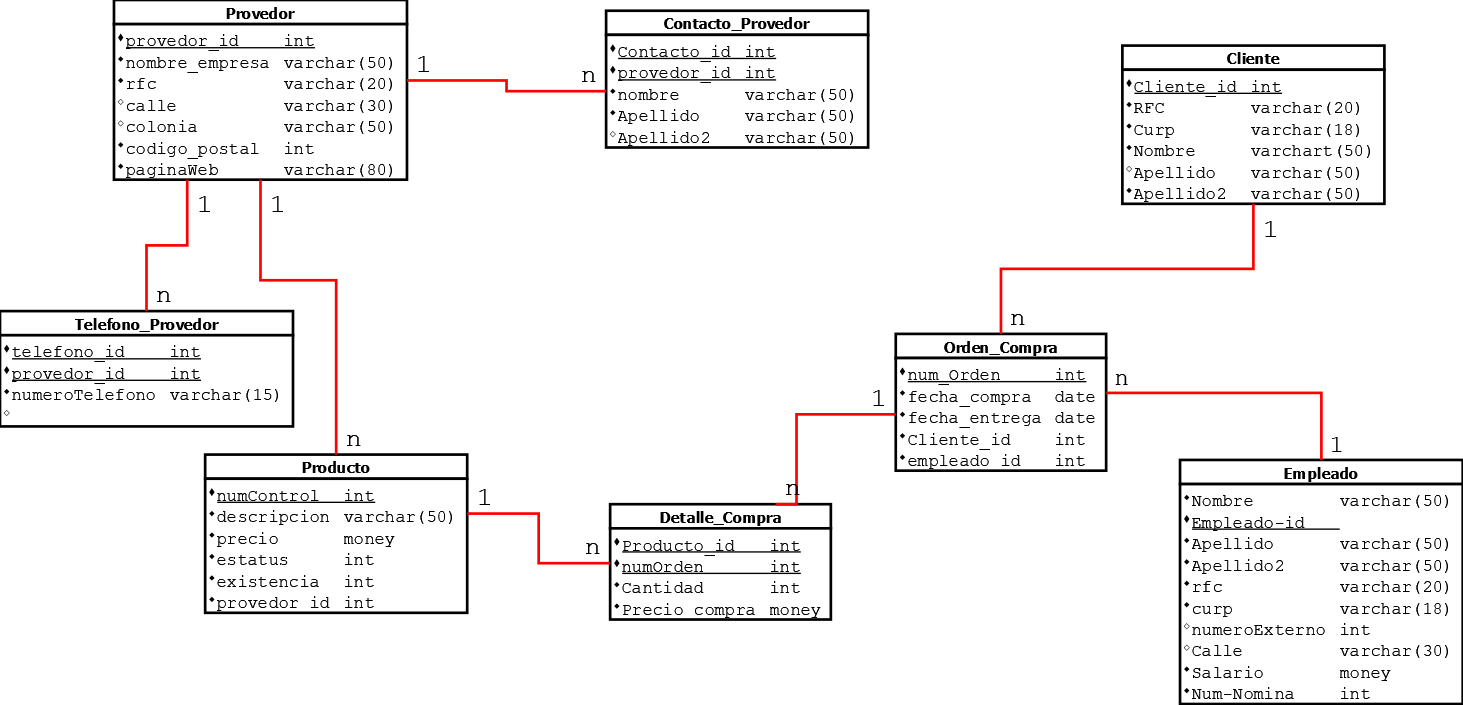 Provedor
provedor_id int
nombre_empresa varchar(50)
rfc varchar(20)
calle varchar(30)
colonia varchar(50)
codigo_postal int
paginaWeb varchar(80)
1
n
Contacto_Provedor
Contacto_id int
provedor_id int
nombre varchar(50)
Apellido varchar(50)
Apellido2 varchar(50)
Cliente
Cliente_id int
RFC varchar(20)
Curp varchar(18)
Nombre varchart(50)
Apellido varchar(50)
Apellido2 varchar(50)
1
1
1
n
n
Telefono_Provedor
telefono_id int
provedor_id int
numeroTelefono varchar(15)
Orden_Compra
num_Orden int
fecha_compra date
fecha_entrega date
Cliente_id int
empleado_id int
n
1
1
n
n
Producto
numControl int
descripcion varchar(50)
precio money
estatus int
existencia int
provedor_id int
1
n
Detalle_Compra
Producto_id int
numOrden int
Cantidad int
Precio_compra money
Empleado
Nombre varchar(50)
Empleado-id
Apellido varchar(50)
Apellido2 varchar(50)
rfc varchar(20)
curp varchar(18)
numeroExterno int
Calle varchar(30)
Salario money
Num-Nomina int